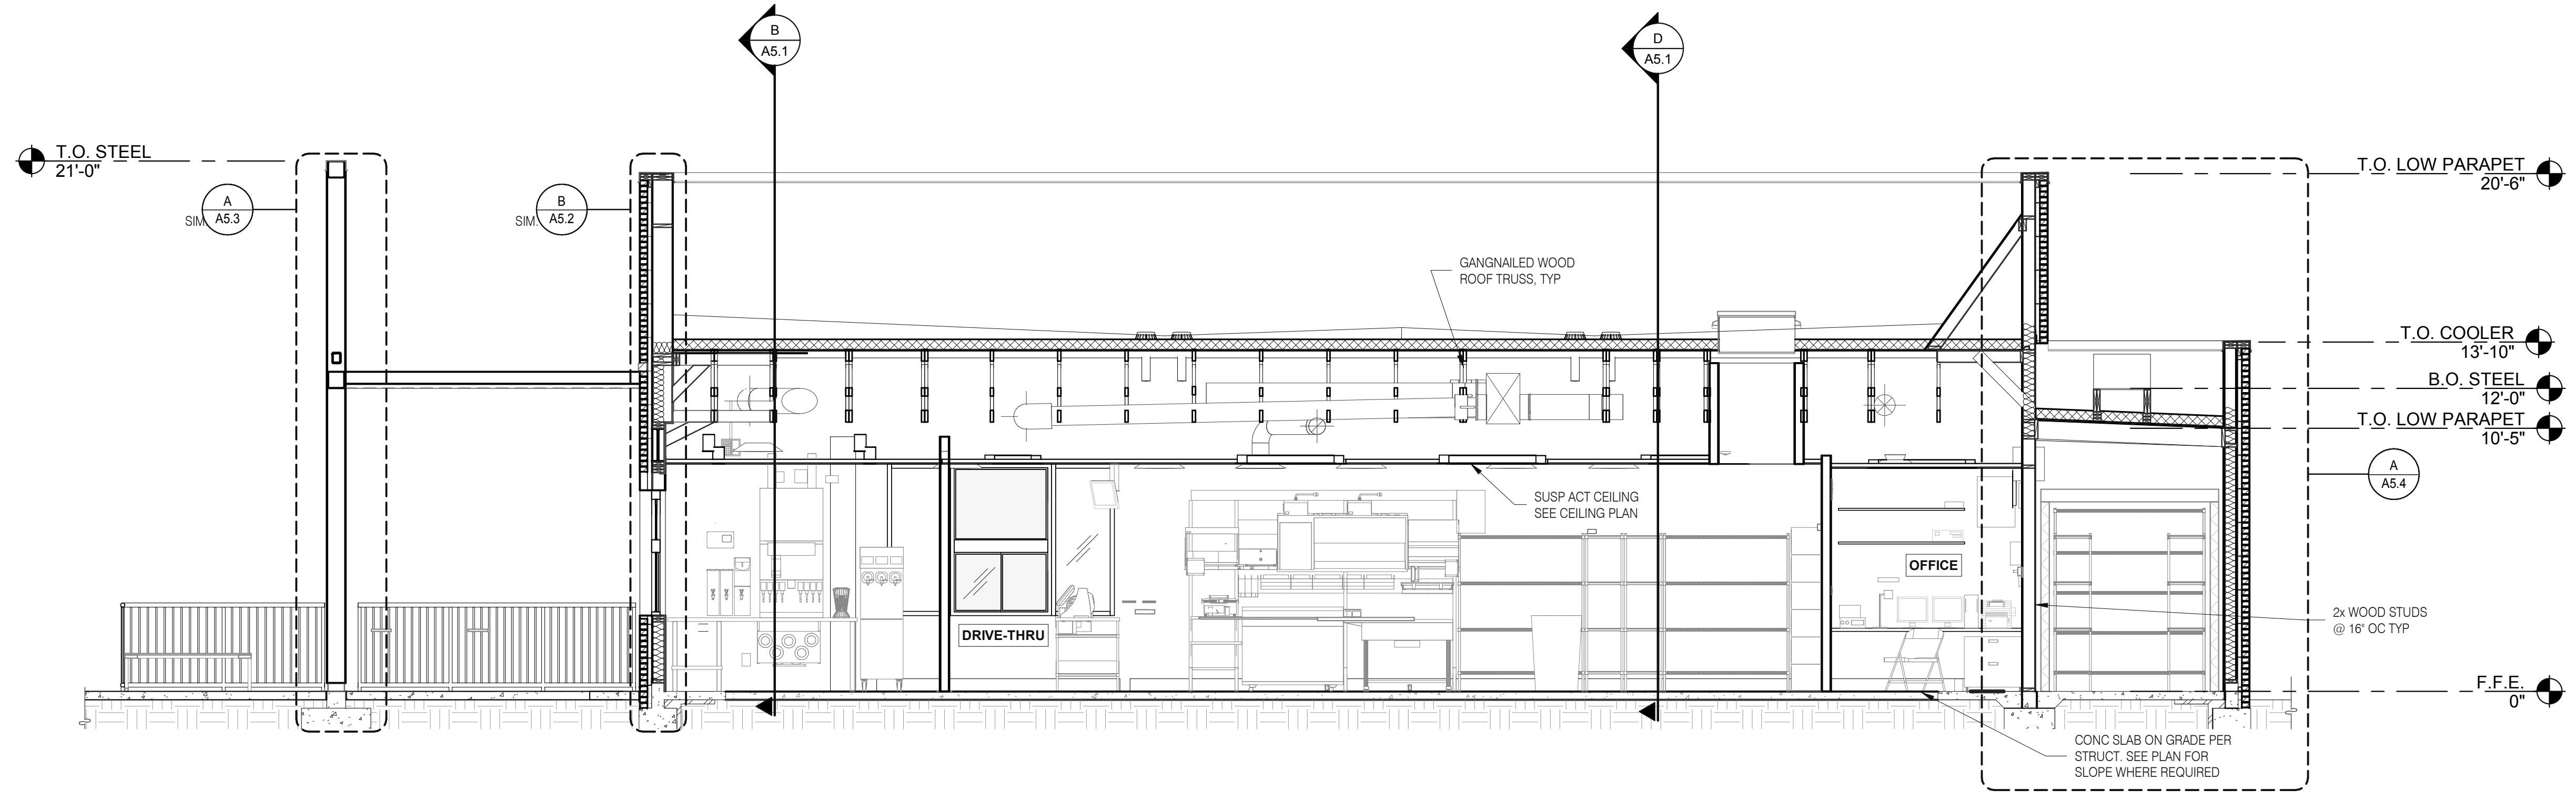 B
A5.1
D
A5.1
T.O. STEEL
21'-0"
T.O. LOW PARAPET
20'-6"
A
A5.3
SIM.
B
A5.2
SIM.
GANGNAILED WOOD
ROOF TRUSS, TYP
T.O. COOLER
13'-10"
B.O. STEEL
12'-0"
T.O. LOW PARAPET
10'-5"
A
A5.4
SUSP ACT CEILING
SEE CEILING PLAN
OFFICE
DRIVE-THRU
2x WOOD STUDS
@ 16" OC TYP
F.F.E.
0"
CONC SLAB ON GRADE PER
STRUCT. SEE PLAN FOR
SLOPE WHERE REQUIRED